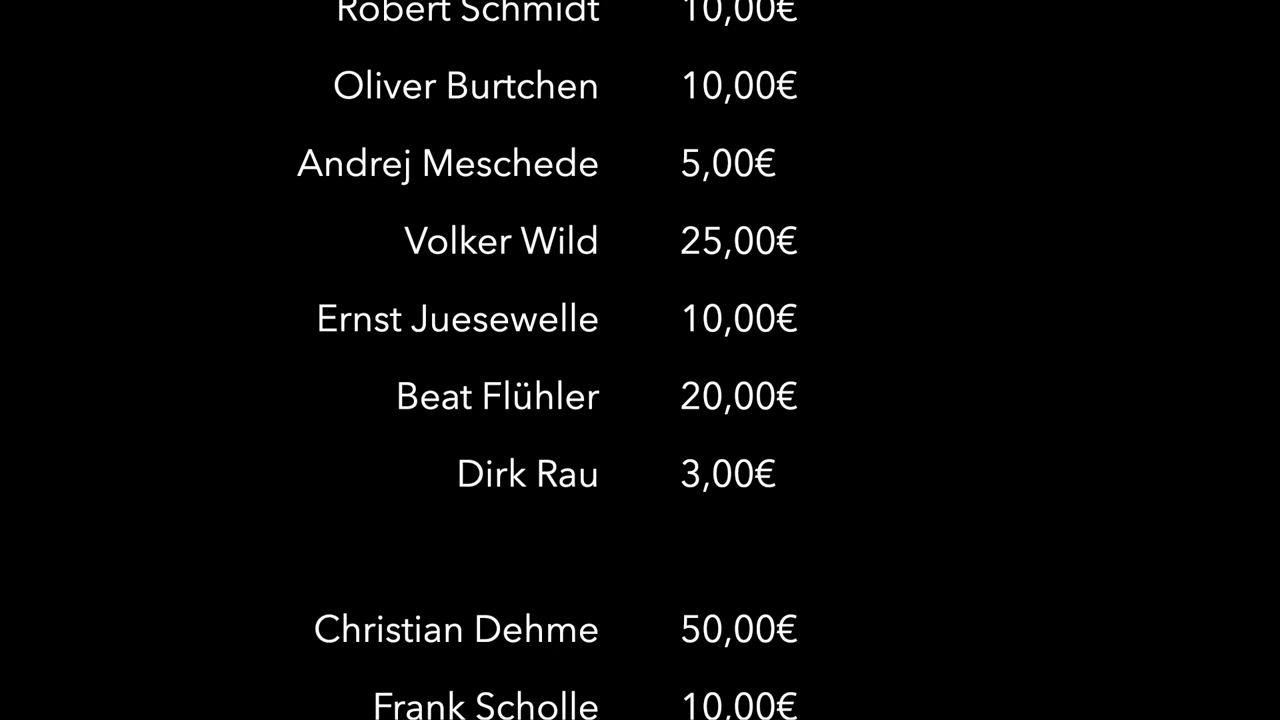 Robert Schmidt 10,00€
Oliver Burtchen 10,00€
Andrej Meschede 5,00€
Volker Wild 25,00€
Ernst Juesewelle 10,00€
Beat Flühler 20,00€
Dirk Rau 3,00€
Christian Dehme 50,00€
Frank Scholle 10,00€